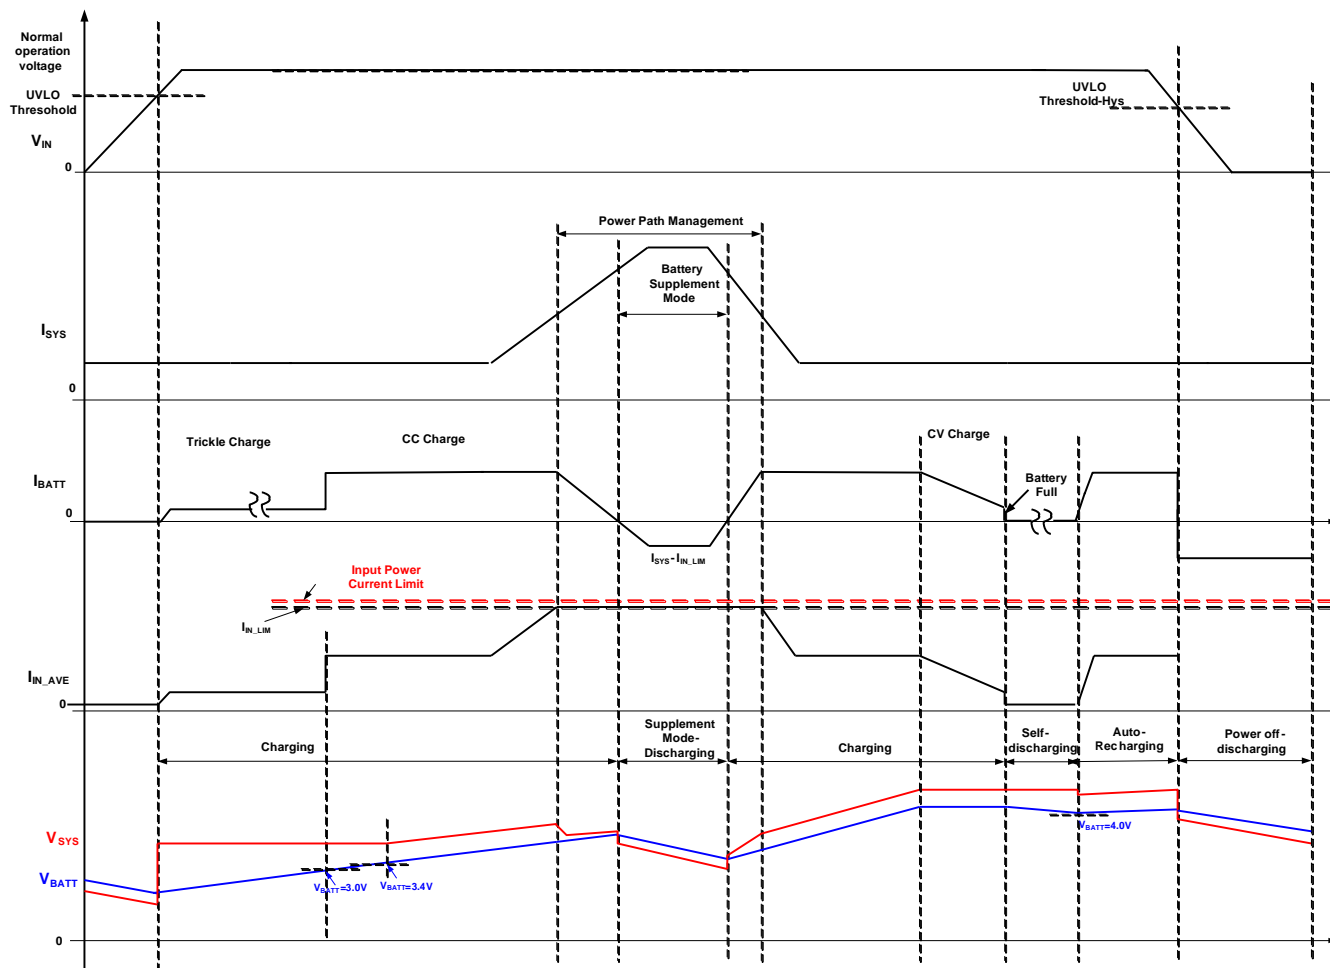 Normal
operation
voltage
UVLO
Thresohold
UVLO
Threshold-Hys
VIN
0
Power Path Management
Battery
Supplement
Mode
ISYS
0
Trickle Charge
CC Charge
CV Charge
IBATT
Battery
Full
0
ISYS-IIN_LIM
Input Power
Current Limit
IIN_LIM
IIN_AVE
0
Charging
Supplement
Mode-
Discharging
Charging
Self-
discharging
Auto-
Recharging
Power off-
discharging
VSYS
VBATT=4.0V
VBATT
VBATT=3.0V
VBATT=3.4V
0